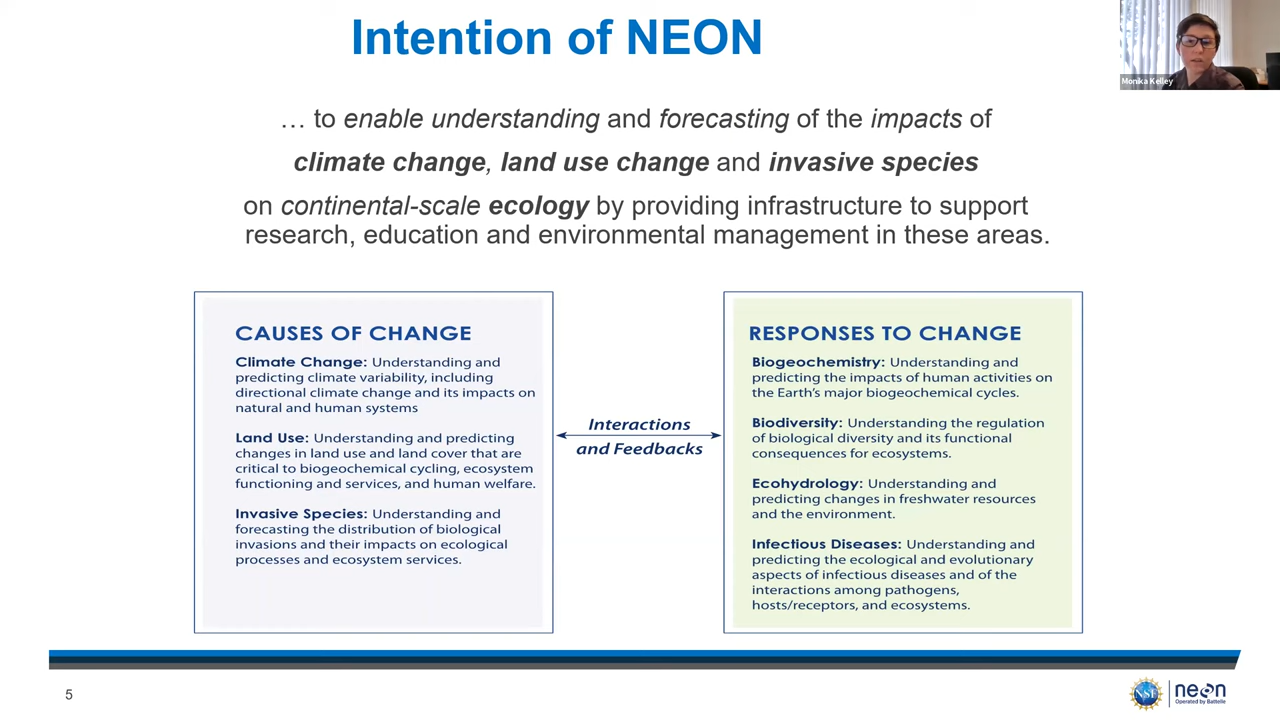 Intention of NEON
Monika Kelley
… to enable understanding and forecasting of the impacts of
climate change, land use change and invasive species
on continental-scale ecology by providing infrastructure to support
research, education and environmental management in these areas.
CAUSES OF CHANGE
Climate Change: Understanding and
predicting climate variability, including
directional climate change and its impacts on
natural and human systems
Land Use: Understanding and predicting
changes in land use and land cover that are
critical to biogeochemical cycling, ecosystem
functioning and services, and human welfare.
Invasive Species: Understanding and
forecasting the distribution of biological
invasions and their impacts on ecological
processes and ecosystem services.
Interactions
and Feedbacks
RESPONSES TO CHANGE
Biogeochemistry: Understanding and
predicting the impacts of human activities on
the Earth's major biogeochemical cycles.
Biodiversity: Understanding the regulation
of biological diversity and its functional
consequences for ecosystems.
Ecohydrology: Understanding and
predicting changes in freshwater resources
and the environment.
Infectious Diseases: Understanding and
predicting the ecological and evolutionary
aspects of infectious diseases and of the
interactions among pathogens,
hosts/receptors, and ecosystems.
5
NSF
neon
Operated by Battelle